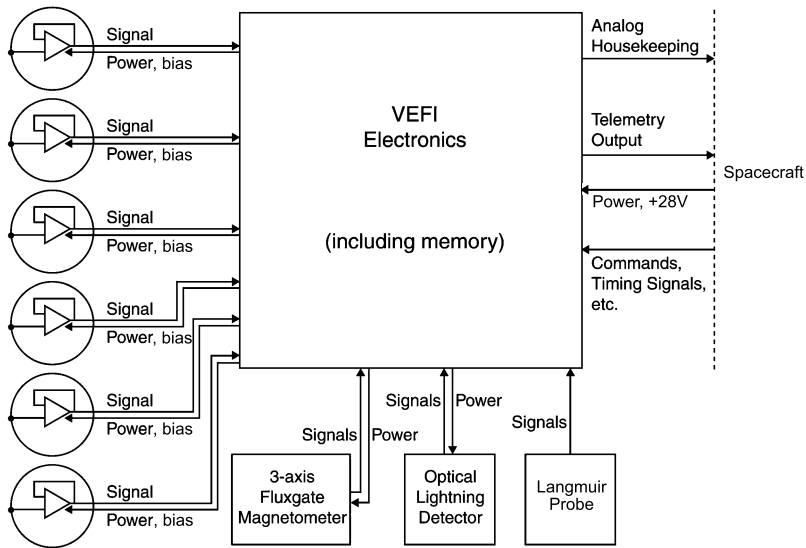 Signal
Power, bias
Signal
Power, bias
Signal
Power, bias
Signal
Power, bias
Signal
Power, bias
Signal
Power, bias
VEFI
Electronics
(including memory)
Analog
Housekeeping
Telemetry
Output
Power, +28V
Commands,
Timing Signals,
etc.
Spacecraft
Signals
Power
Signals
Power
Signals
3-axis
Fluxgate
Magnetometer
Optical
Lightning
Detector
Langmuir
Probe